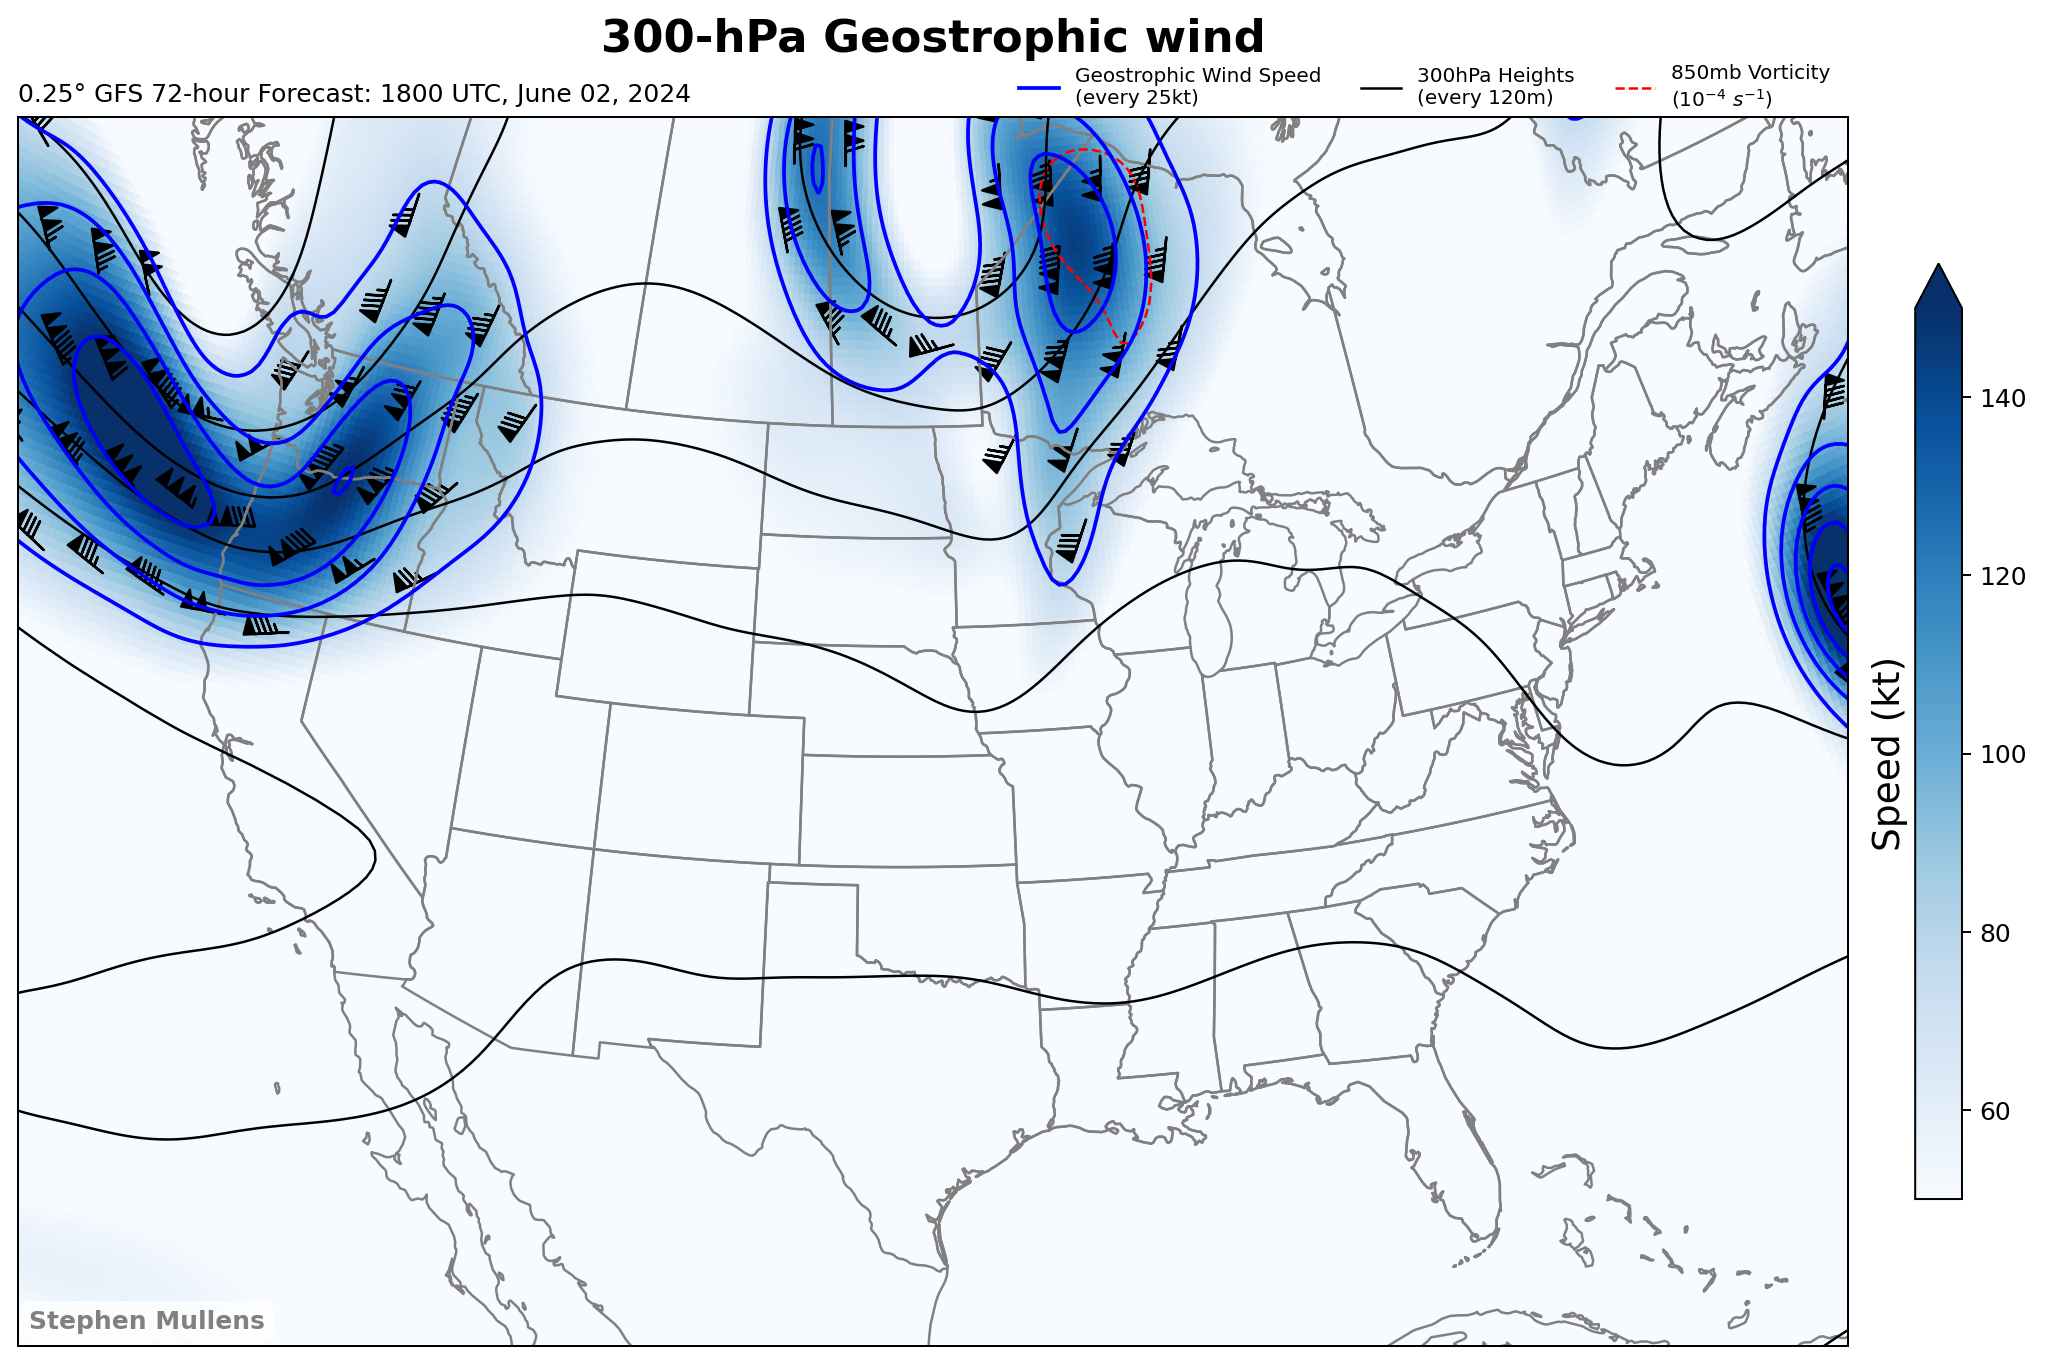 300-hPa Geostrophic wind
0.25° GFS 72-hour Forecast: 1800 UTC, June 02, 2024
Geostrophic Wind Speed
(every 25kt)
300hPa Heights
(every 120m)
850mb Vorticity
(10⁻⁴ s⁻¹)
140
120
100
80
60
Speed (kt)
Stephen Mullens